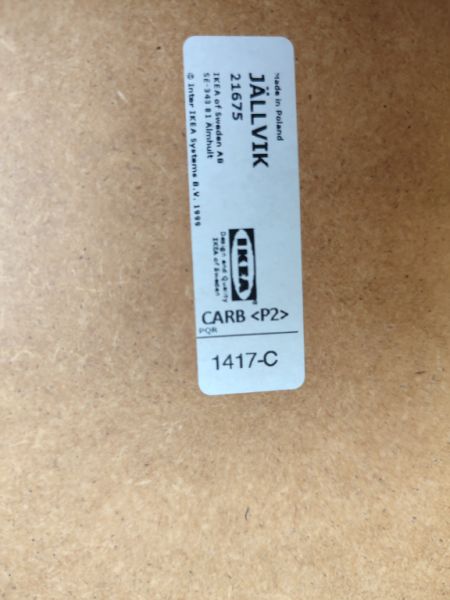 Made in Poland
JÄLLVIK
21675
IKEA of Sweden AB
SE-343 81 Älmhult
© Inter IKEA Systems B.V. 1999
IKEA
Design and Quality
IKEA of Sweden
CARB <P2>
PQR
1417-C